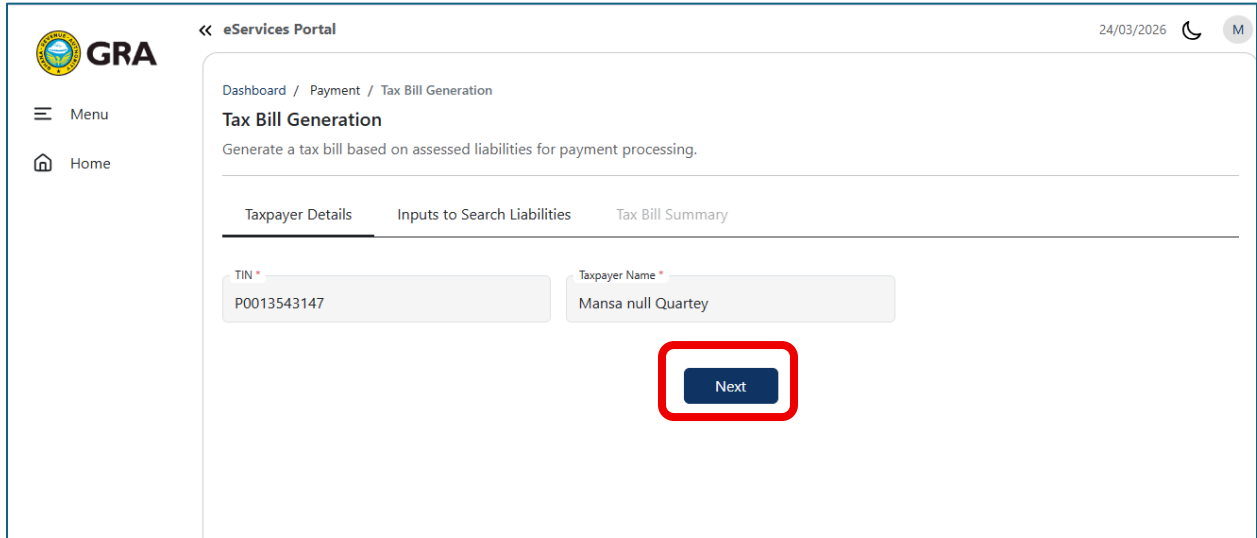 GRA
« eServices Portal
24/03/2026
M
Menu
Home
Dashboard / Payment / Tax Bill Generation
Tax Bill Generation
Generate a tax bill based on assessed liabilities for payment processing.
Taxpayer Details
Inputs to Search Liabilities
Tax Bill Summary
TIN *
P0013543147
Taxpayer Name *
Mansa null Quartey
Next